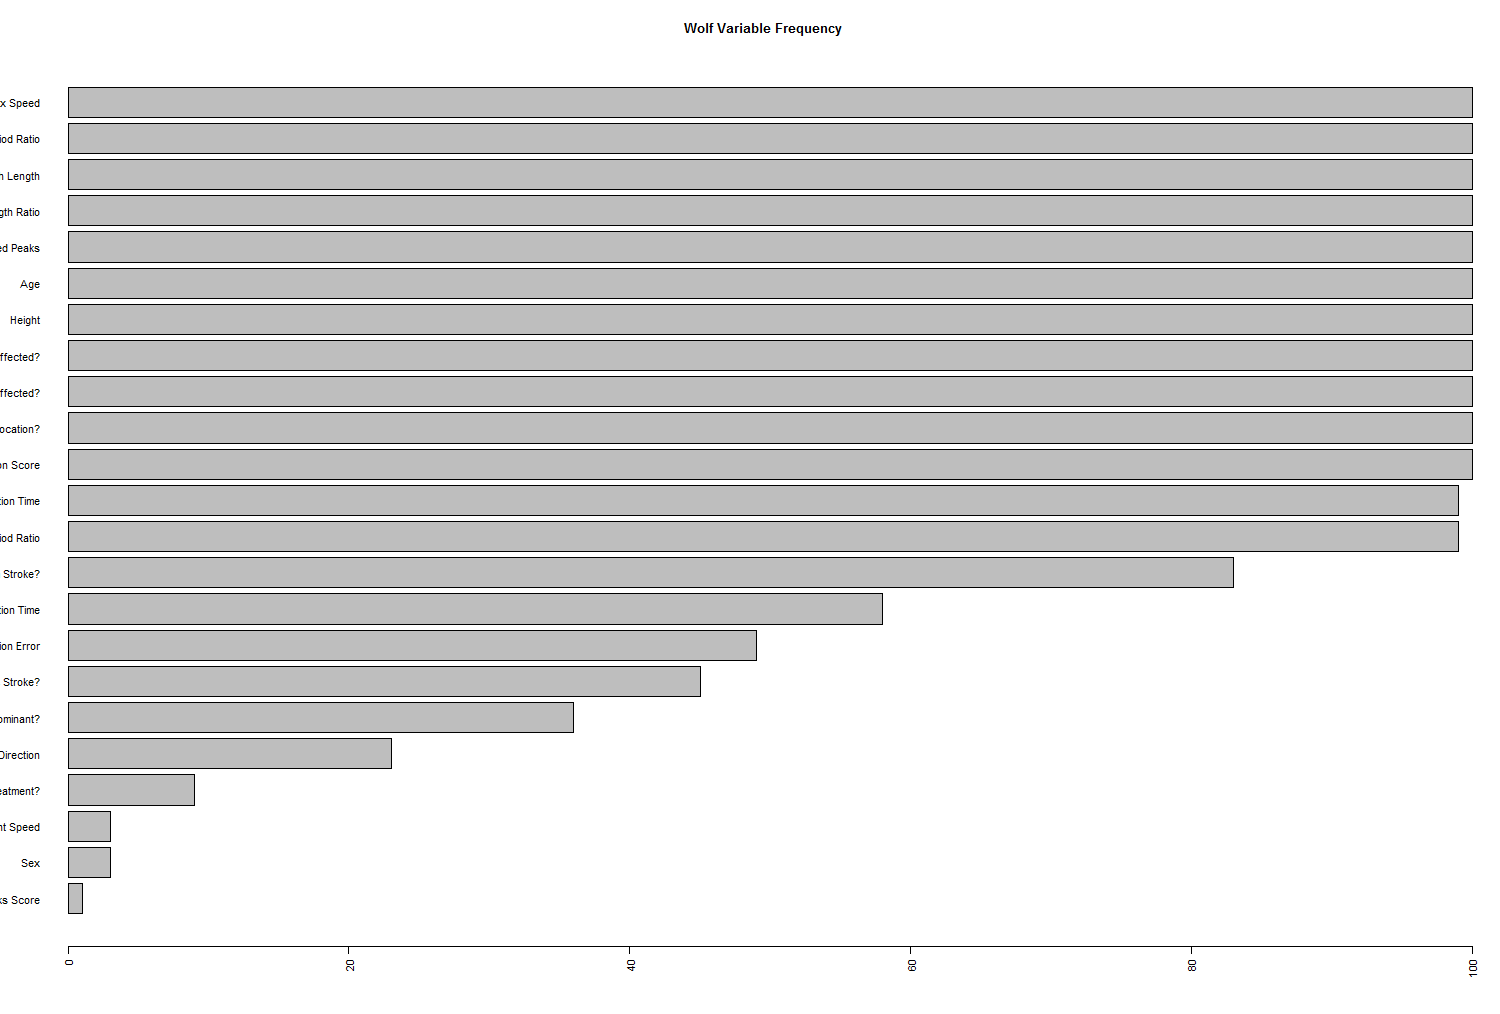 Wolf Variable Frequency
x Speed
iod Ratio
h Length
gth Ratio
ed Peaks
Age
Height
ffected?
ffected?
ocation?
on Score
tion Time
iod Ratio
Stroke?
tion Time
ion Error
Stroke?
ominant?
Direction
eatment?
nt Speed
Sex
ks Score
0 20 40 60 80 100